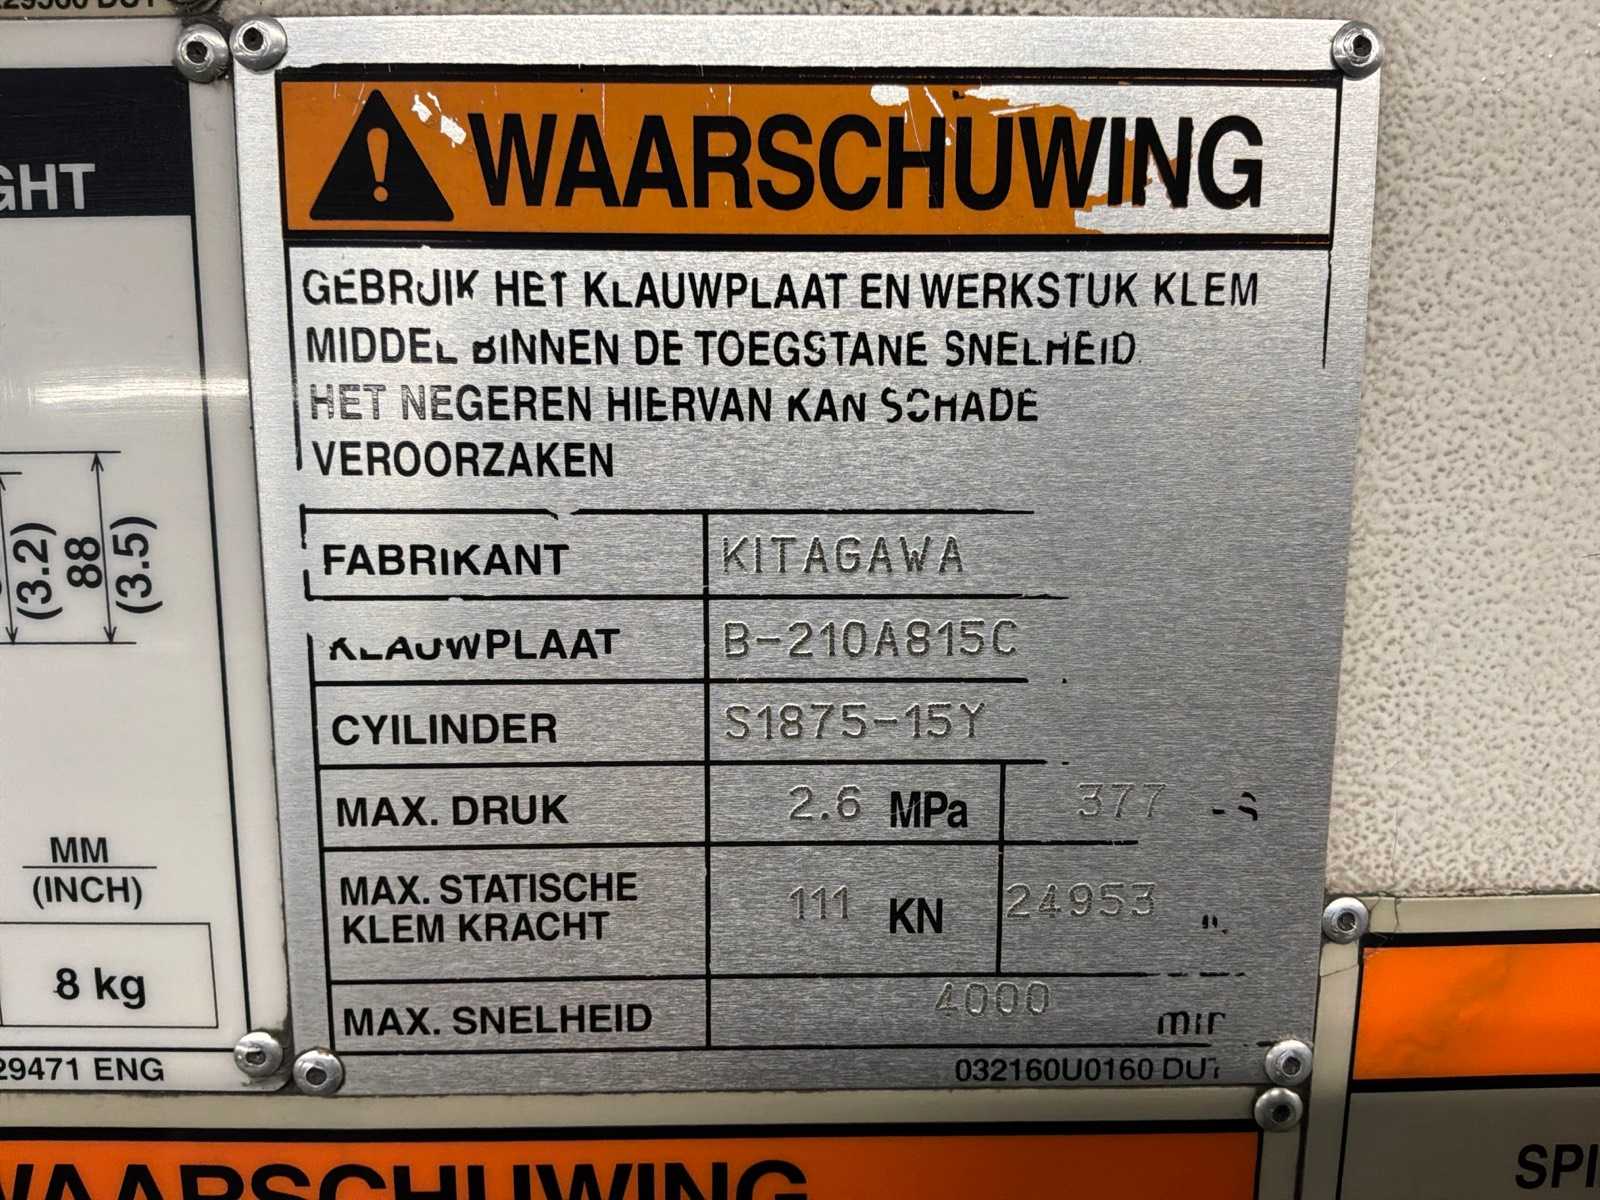 GHT
(3.2)
88
(3.5)
MM
(INCH)
8 kg
29471 ENG
WAARSCHUWING
GEBRUIK HET KLAUWPLAAT EN WERKSTUK KLEM
MIDDEL BINNEN DE TOEGSTANE SNELHEID.
HET NEGEREN HIERVAN KAN SCHADE
VEROORZAKEN
FABRIKANT KITAGAWA
KLAUWPLAAT B-210A815C
CYILINDER S1875-15Y
MAX. DRUK 2.6 MPa 377
MAX. STATISCHE
KLEM KRACHT 111 KN 24953
MAX. SNELHEID 4000 min
032160U0160 DUT
WAARSCHUWING
SPI